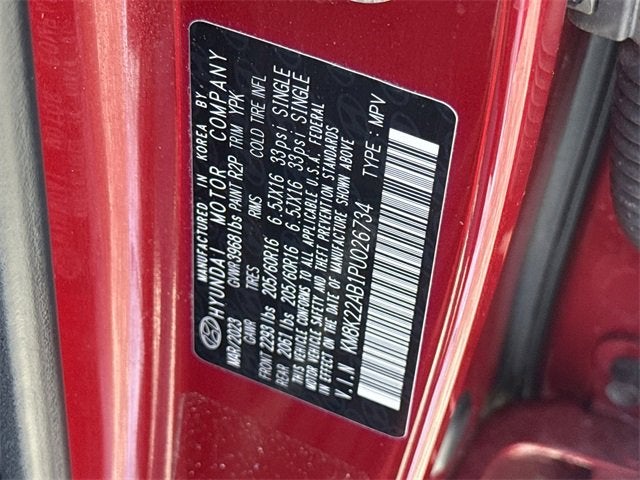 MANUFACTURED IN KOREA BY
HYUNDAI MOTOR COMPANY
MAR/2023 GVWR 3968 lbs PAINT R2P TRIM YPK
GAWR TIRES RIMS COLD TIRE INFL
FRONT 2293 lbs 205/60R16 6.5JX16 33psi SINGLE
REAR 2061 lbs 205/60R16 6.5JX16 33psi SINGLE
THIS VEHICLE CONFORMS TO ALL APPLICABLE U.S.A. FEDERAL
MOTOR VEHICLE SAFETY AND THEFT PREVENTION STANDARDS
IN EFFECT ON THE DATE OF MANUFACTURE SHOWN ABOVE
V.I.N KM8K22AB1PU026734 TYPE : MPV